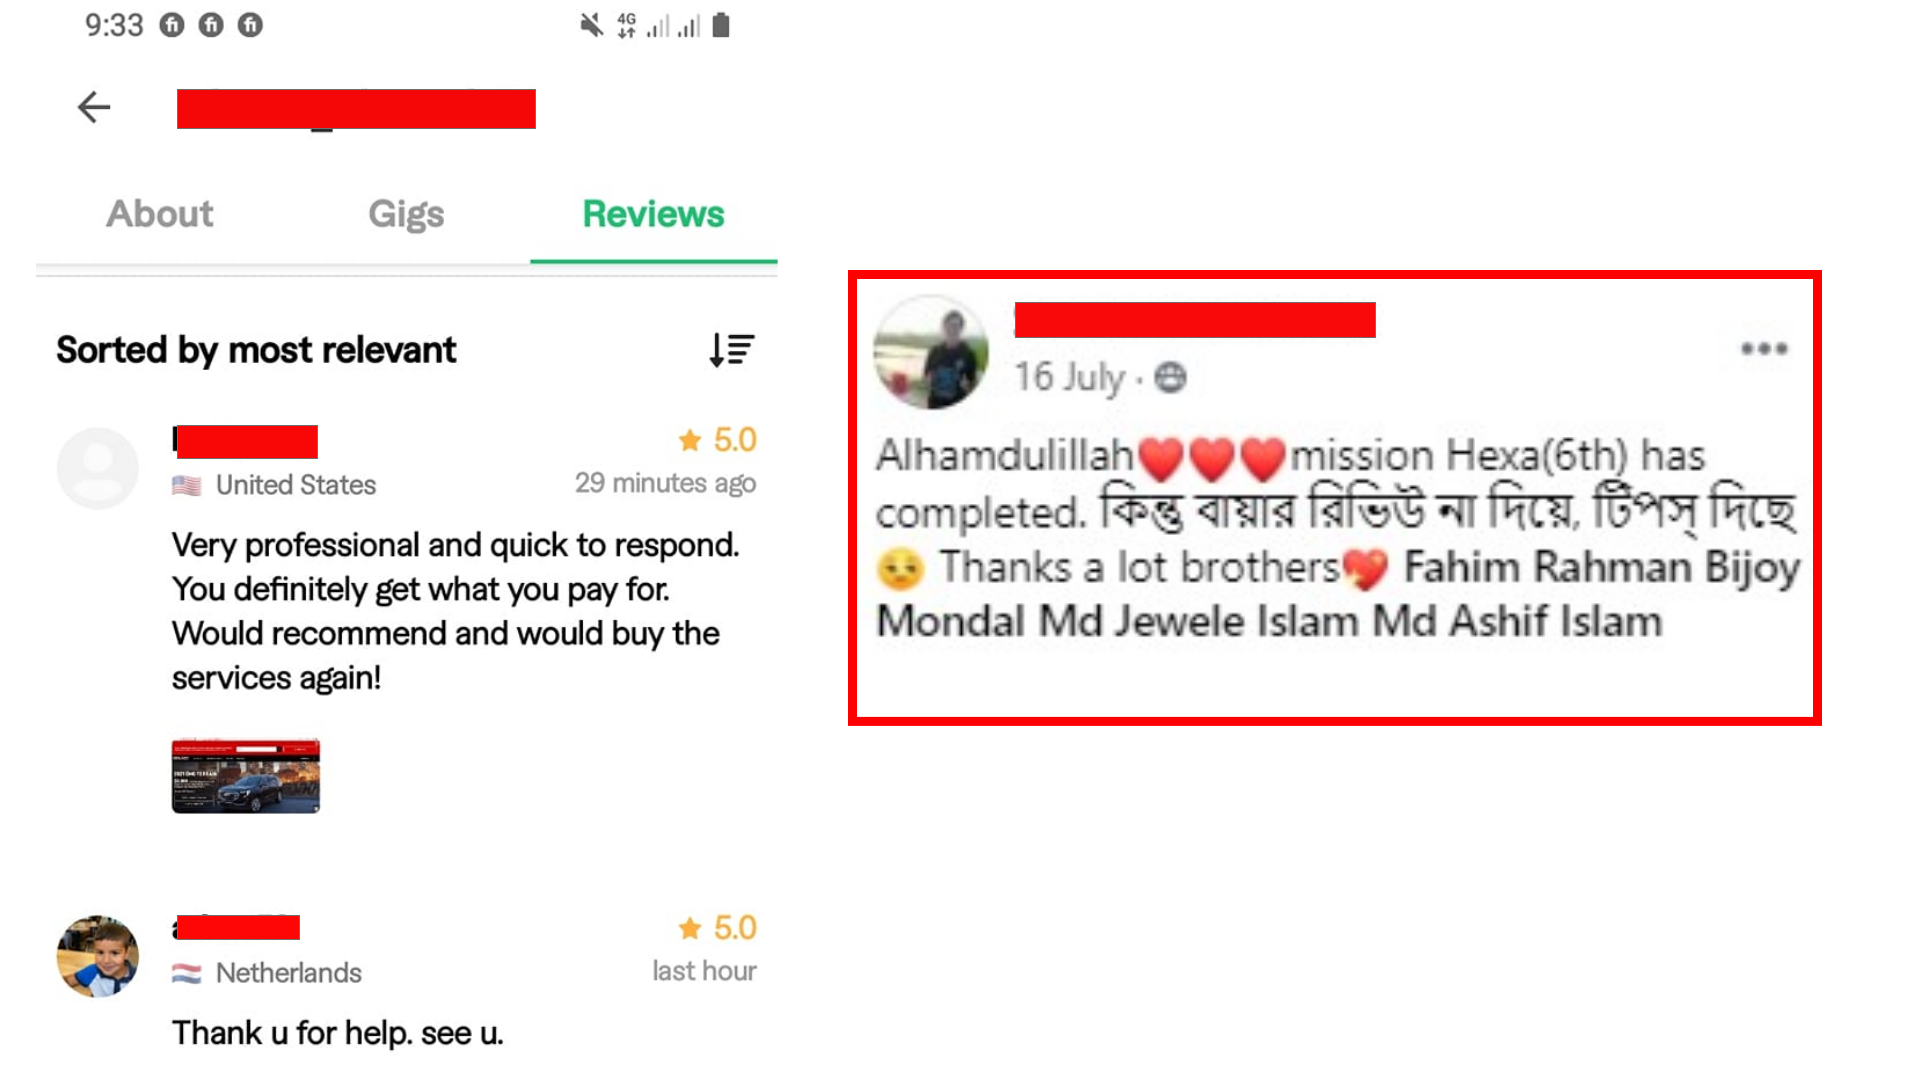 9:33
4G
About Gigs Reviews
Sorted by most relevant
5.0
United States 29 minutes ago
Very professional and quick to respond.
You definitely get what you pay for.
Would recommend and would buy the
services again!
5.0
Netherlands last hour
Thank u for help. see u.
16 July
Alhamdulillah❤️❤️❤️mission Hexa(6th) has
completed. কিন্তু বায়ার রিভিউ না দিয়ে, টিপস্ দিছে
😒 Thanks a lot brothers💖 Fahim Rahman Bijoy
Mondal Md Jewele Islam Md Ashif Islam